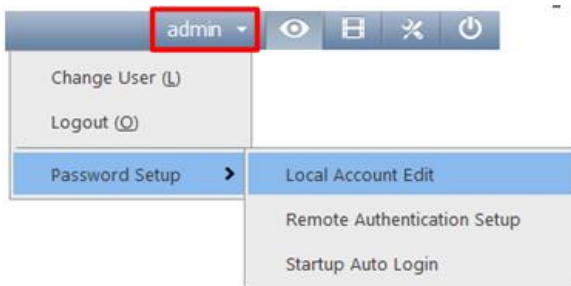 admin
Change User (L)
Logout (O)
Password Setup
Local Account Edit
Remote Authentication Setup
Startup Auto Login